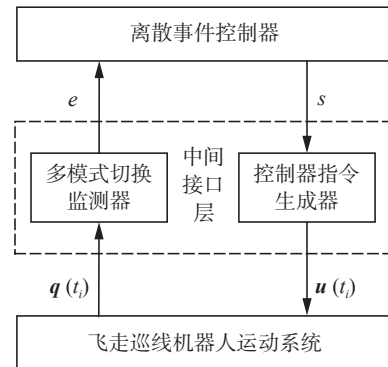 离散事件控制器
e
s
多模式切换
监测器
中间
接口
层
控制器指令
生成器
q (tᵢ)
u (tᵢ)
飞走巡线机器人运动系统